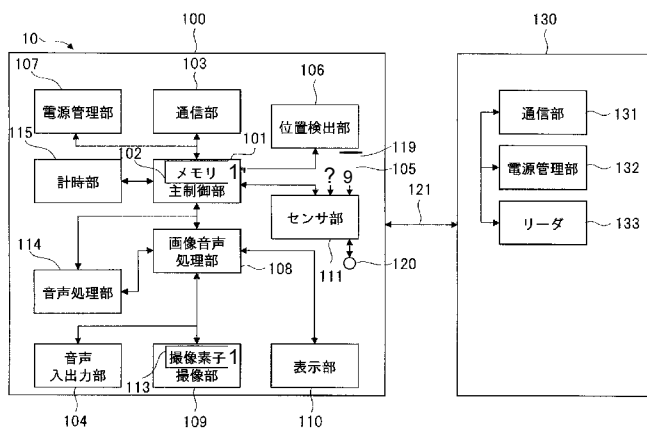 100
10
130
107
103
106
電源管理部
通信部
位置検出部
通信部
131
115
102
101
119
105
電源管理部
132
計時部
メモリ 1
主制御部
? 9
センサ部
121
リーダ
133
111
120
114
画像音声
処理部
108
音声処理部
音声
入出力部
撮像素子 1
撮像部
表示部
113
104
109
110